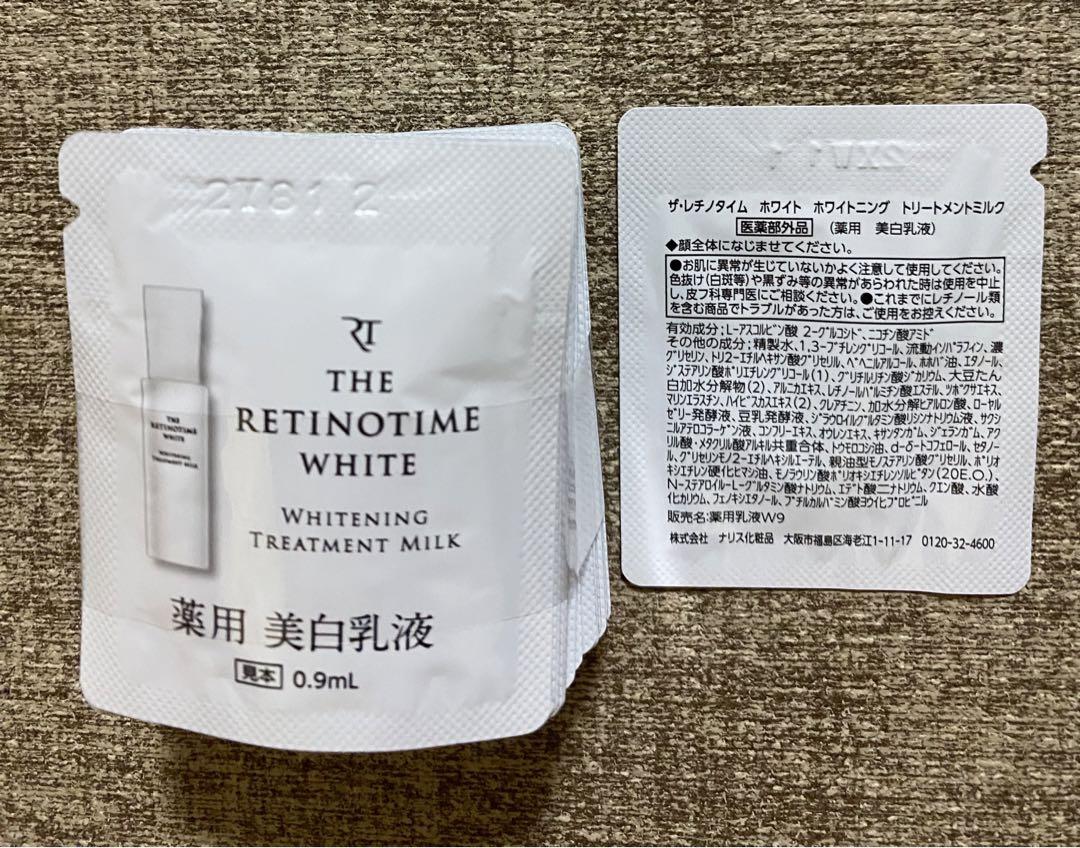 27812
RT
THE
RETINOTIME
WHITE
WHITENING
TREATMENT MILK
THE
RETINOTIME
WHITE
WHITENING
TREATMENT MILK
薬用 美白乳液
見本 0.9mL
ザ・レチノタイム ホワイト ホワイトニング トリートメントミルク
医薬部外品 (薬用 美白乳液)
◆顔全体になじませてください。
●お肌に異常が生じていないかよく注意して使用してください。
色抜け(白斑等)や黒ずみ等の異常があらわれた時は使用を中止
し、皮フ科専門医にご相談ください。●これまでにレチノール類
を含む商品でトラブルがあった方は、ご使用をお控えください。
有効成分;L-アスコルビン酸 2-グルコシド、ニコチン酸アミド
その他の成分;精製水、1,3-ブチレングリコール、流動イソパラフィン、濃
グリセリン、トリ2-エチルヘキサン酸グリセリル、ベヘニルアルコール、ホホバ油、エタノール、
ジステアリン酸ポリエチレングリコール(1)、グリチルリチン酸ジカリウム、大豆たん
白加水分解物(2)、アルニカエキス、レチノールパルミチン酸エステル、ツボクサエキス、
マリンエラスチン、ハイビスカスエキス(2)、クレアチニン、加水分解ヒアルロン酸、ローヤル
ゼリー発酵液、豆乳発酵液、ジラウロイルグルタミン酸リシンナトリウム液、サクシ
ニルアテロコラーゲン液、コンフリーエキス、オウレンエキス、キサンタンガム、ジェランガム、アク
リル酸・メタクリル酸アルキル共重合体、トウモロコシ油、d-δ-トコフェロール、セタノー
ル、グリセリンモノ2-エチルヘキシルエーテル、親油型モノステアリン酸グリセリル、ポリオ
キシエチレン硬化ヒマシ油、モノラウリン酸ポリオキシエチレンソルビタン(20E.O.)、
N-ステアロイル-L-グルタミン酸ナトリウム、エデト酸二ナトリウム、クエン酸、水酸
化カリウム、フェノキシエタノール、ブチルカルバミン酸ヨウ化プロピニル
販売名:薬用乳液W9
株式会社 ナリス化粧品 大阪市福島区海老江1-11-17 0120-32-4600